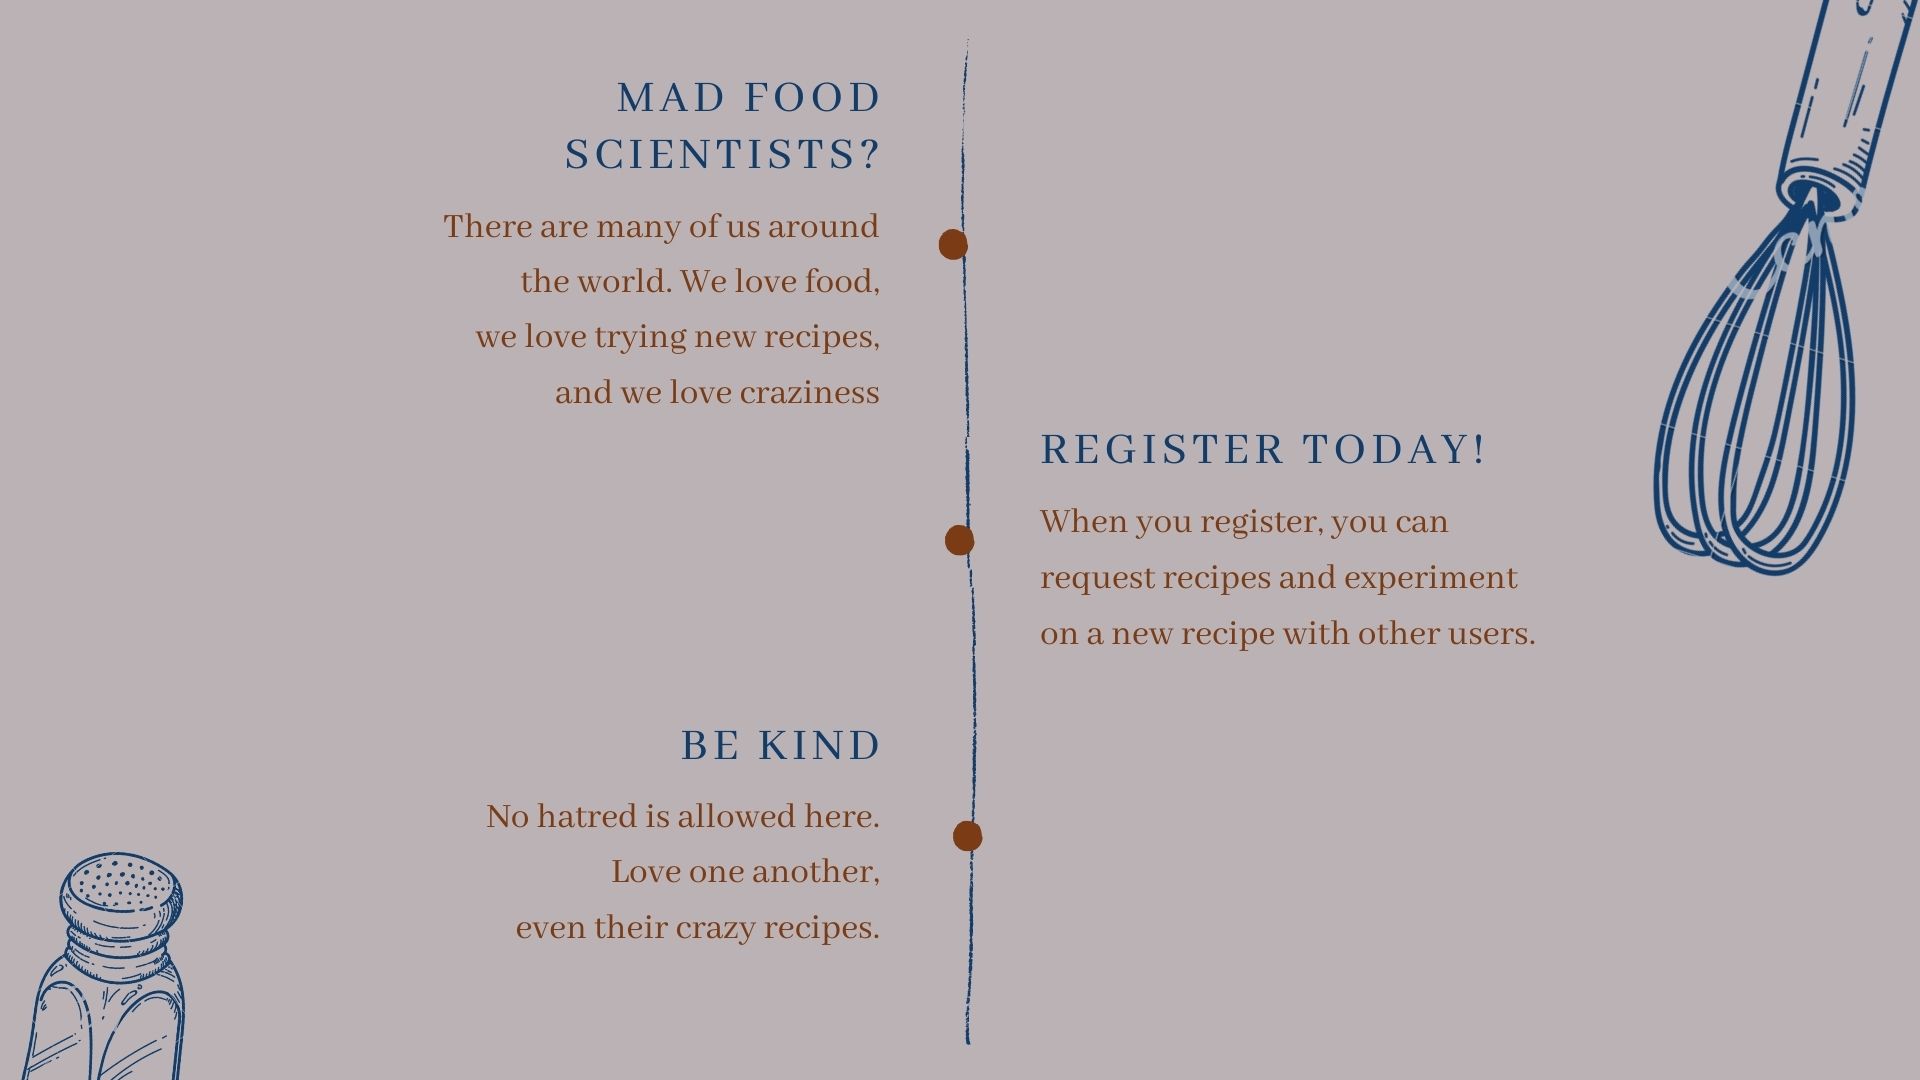 MAD FOOD
SCIENTISTS?
There are many of us around
the world. We love food,
we love trying new recipes,
and we love craziness
REGISTER TODAY!
When you register, you can
request recipes and experiment
on a new recipe with other users.
BE KIND
No hatred is allowed here.
Love one another,
even their crazy recipes.